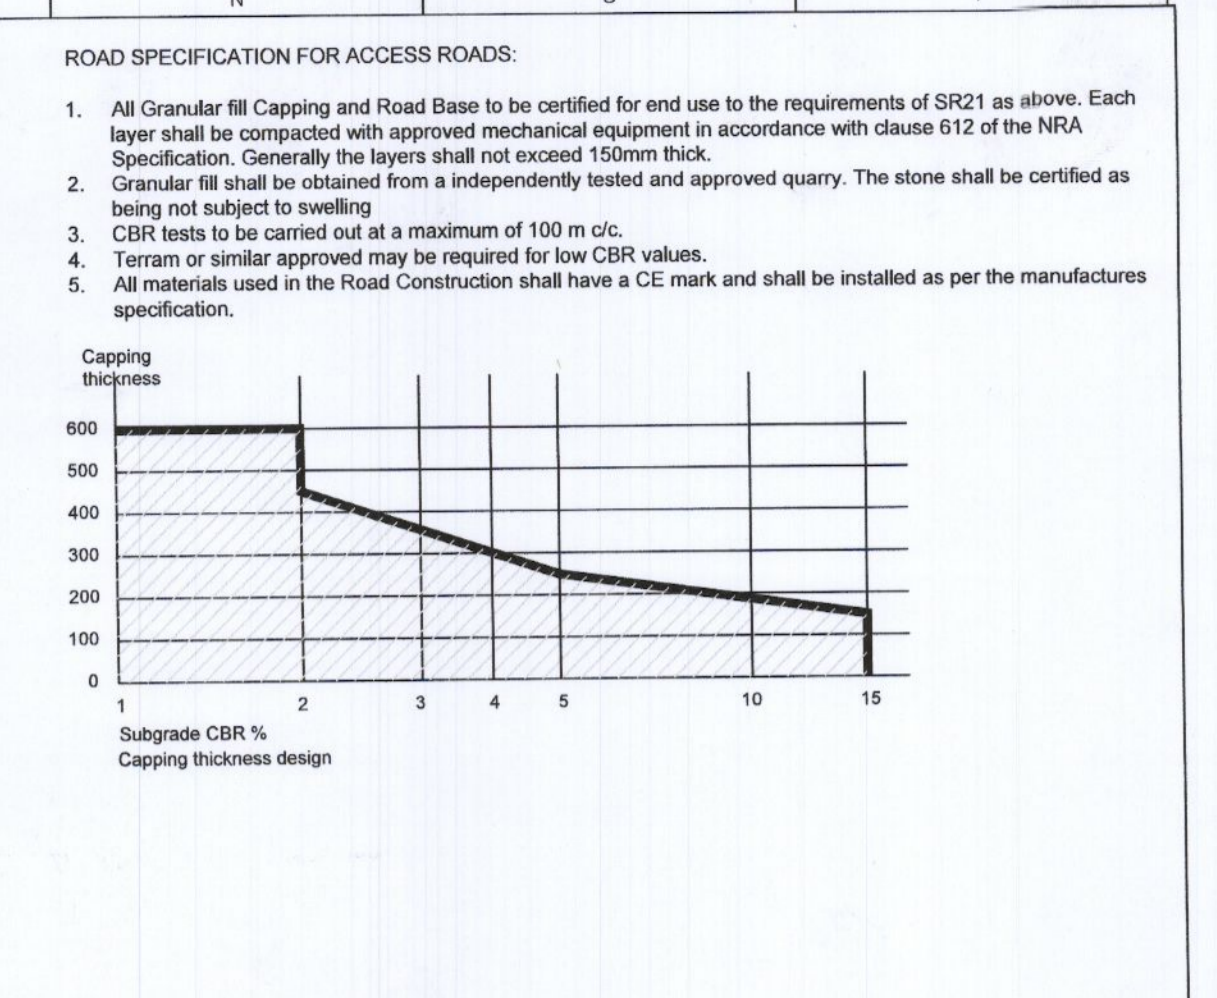 N
ROAD SPECIFICATION FOR ACCESS ROADS:
1. All Granular fill Capping and Road Base to be certified for end use to the requirements of SR21 as above. Each
layer shall be compacted with approved mechanical equipment in accordance with clause 612 of the NRA
Specification. Generally the layers shall not exceed 150mm thick.
2. Granular fill shall be obtained from a independently tested and approved quarry. The stone shall be certified as
being not subject to swelling
3. CBR tests to be carried out at a maximum of 100 m c/c.
4. Terram or similar approved may be required for low CBR values.
5. All materials used in the Road Construction shall have a CE mark and shall be installed as per the manufactures
specification.
Capping
thickness
600
500
400
300
200
100
0
1 2 3 4 5 10 15
Subgrade CBR %
Capping thickness design